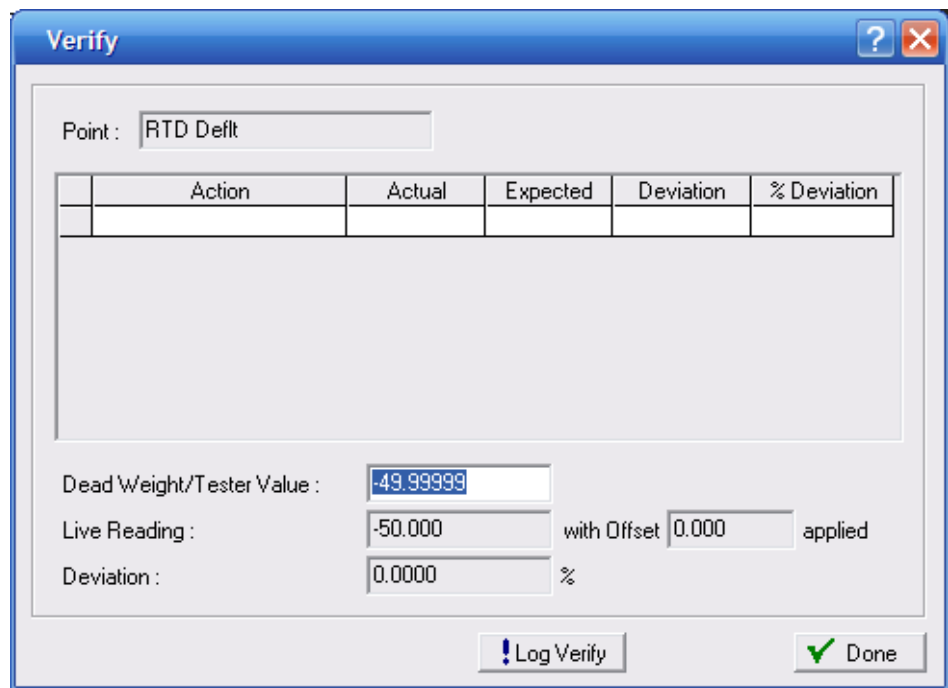 Verify
Point : RTD Deflt
Action Actual Expected Deviation % Deviation
Dead Weight/Tester Value : -49.99999
Live Reading : -50.000 with Offset 0.000 applied
Deviation : 0.0000 %
! Log Verify Done